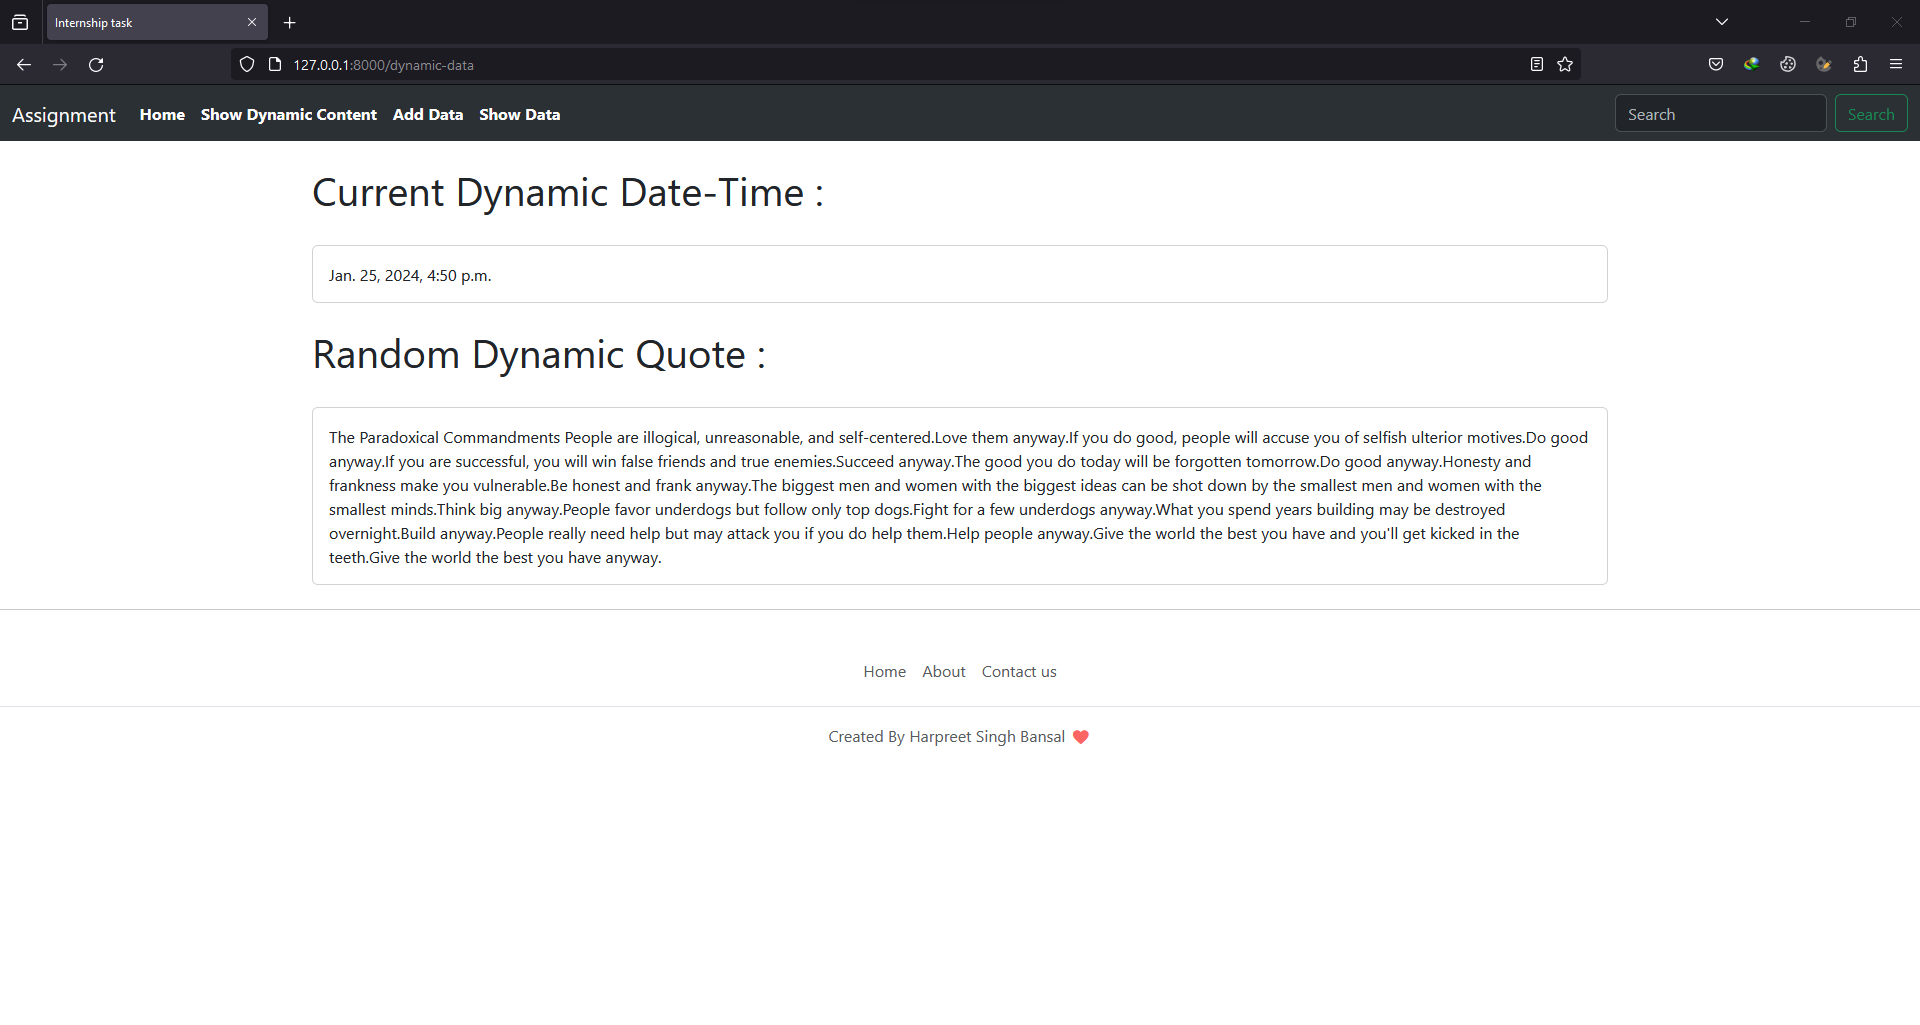 Internship task
127.0.0.1:8000/dynamic-data
Assignment Home Show Dynamic Content Add Data Show Data Search Search
Current Dynamic Date-Time :
Jan. 25, 2024, 4:50 p.m.
Random Dynamic Quote :
The Paradoxical Commandments People are illogical, unreasonable, and self-centered.Love them anyway.If you do good, people will accuse you of selfish ulterior motives.Do good
anyway.If you are successful, you will win false friends and true enemies.Succeed anyway.The good you do today will be forgotten tomorrow.Do good anyway.Honesty and
frankness make you vulnerable.Be honest and frank anyway.The biggest men and women with the biggest ideas can be shot down by the smallest men and women with the
smallest minds.Think big anyway.People favor underdogs but follow only top dogs.Fight for a few underdogs anyway.What you spend years building may be destroyed
overnight.Build anyway.People really need help but may attack you if you do help them.Help people anyway.Give the world the best you have and you'll get kicked in the
teeth.Give the world the best you have anyway.
Home About Contact us
Created By Harpreet Singh Bansal ❤️